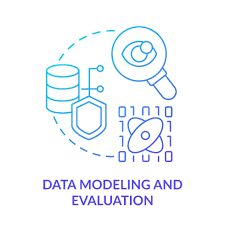 DATA MODELING AND
EVALUATION